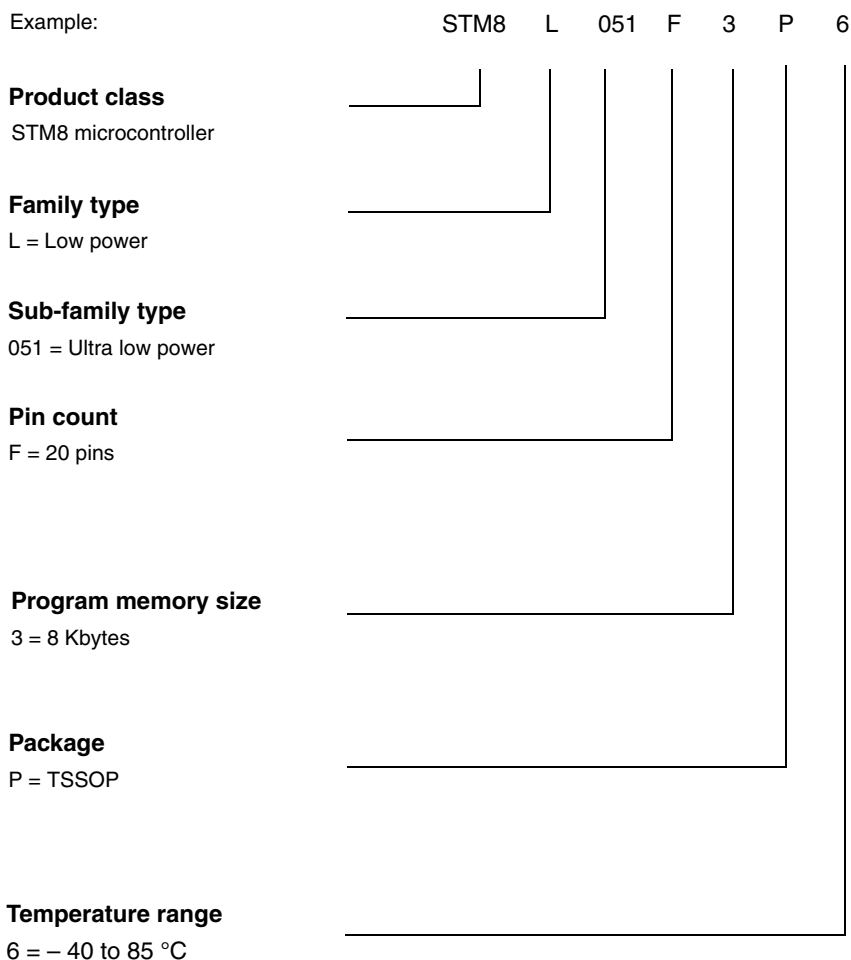 Example: STM8 L 051 F 3 P 6
Product class
STM8 microcontroller
Family type
L = Low power
Sub-family type
051 = Ultra low power
Pin count
F = 20 pins
Program memory size
3 = 8 Kbytes
Package
P = TSSOP
Temperature range
6 = – 40 to 85 °C